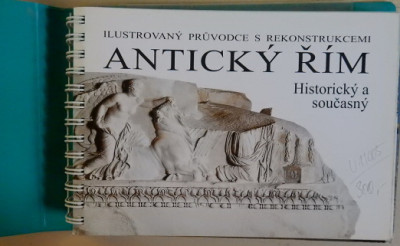 ILUSTROVANÝ PRŮVODCE S REKONSTRUKCEMI
ANTICKÝ ŘÍM
Historický a
současný